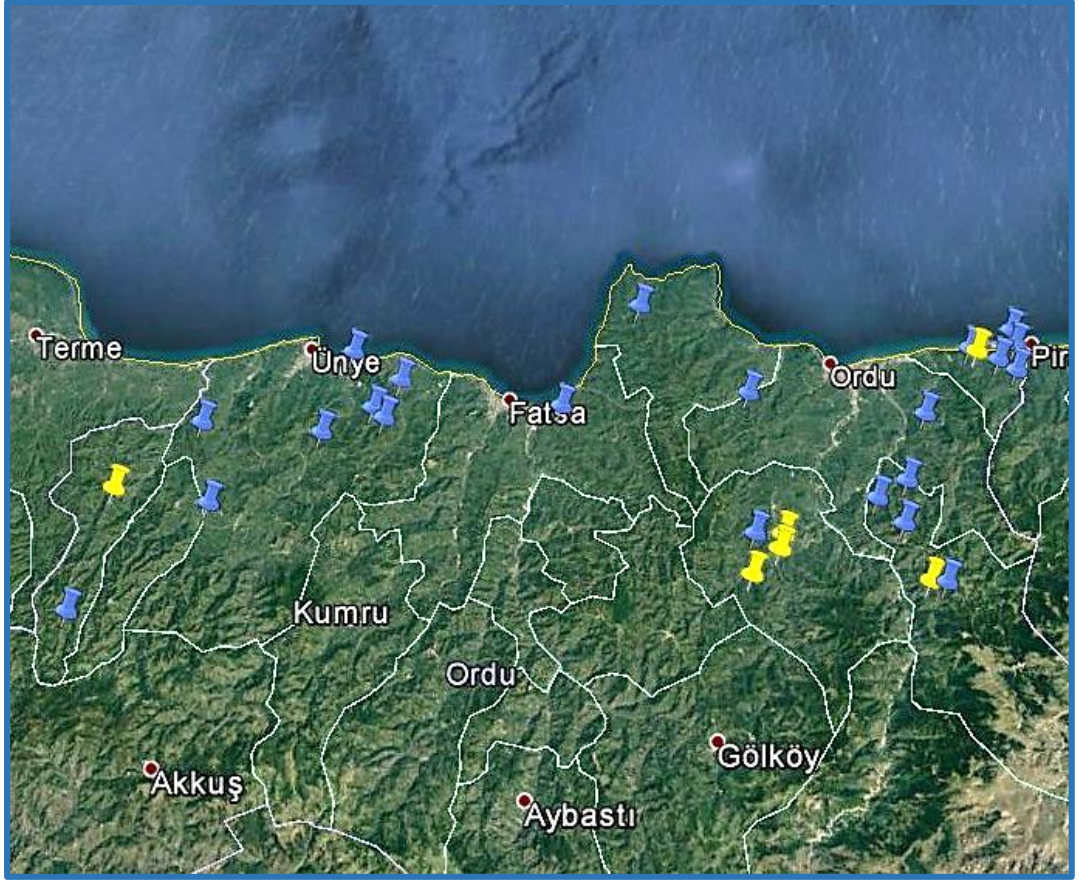 Terme
Ünye
Pir
Ordu
Fatsa
Kumru
Ordu
Gölköy
Akkuş
Aybastı